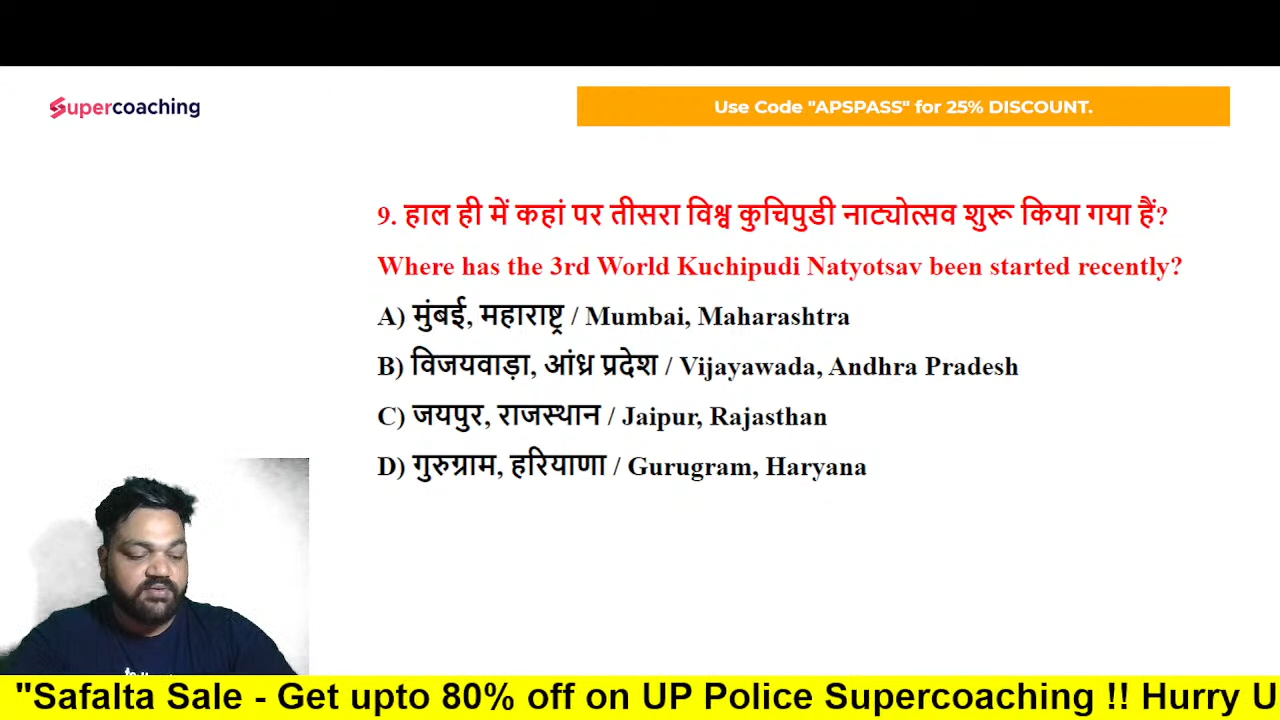 Supercoaching
Use Code "APSPASS" for 25% DISCOUNT.
9. हाल ही में कहां पर तीसरा विश्व कुचिपुडी नाट्योत्सव शुरू किया गया हैं?
Where has the 3rd World Kuchipudi Natyotsav been started recently?
A) मुंबई, महाराष्ट्र / Mumbai, Maharashtra
B) विजयवाड़ा, आंध्र प्रदेश / Vijayawada, Andhra Pradesh
C) जयपुर, राजस्थान / Jaipur, Rajasthan
D) गुरुग्राम, हरियाणा / Gurugram, Haryana
"Safalta Sale - Get upto 80% off on UP Police Supercoaching !! Hurry U